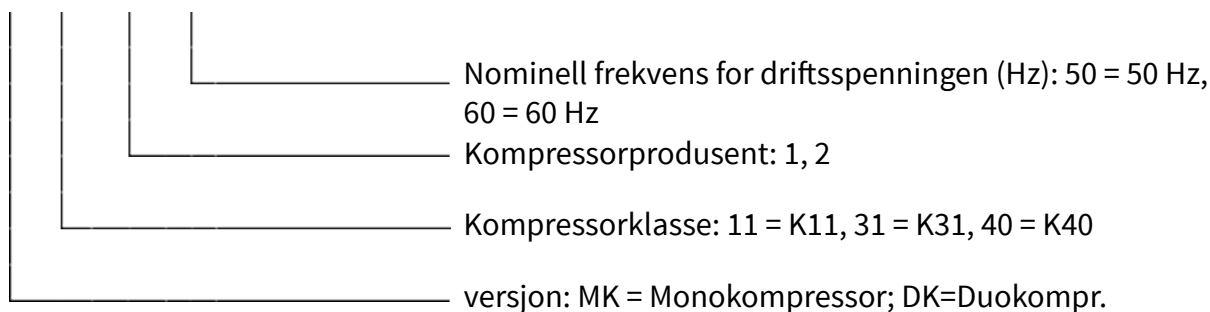 Nominell frekvens for driftsspenningen (Hz): 50 = 50 Hz,
60 = 60 Hz
Kompressorprodusent: 1, 2
Kompressorklasse: 11 = K11, 31 = K31, 40 = K40
versjon: MK = Monokompressor; DK=Duokompr.